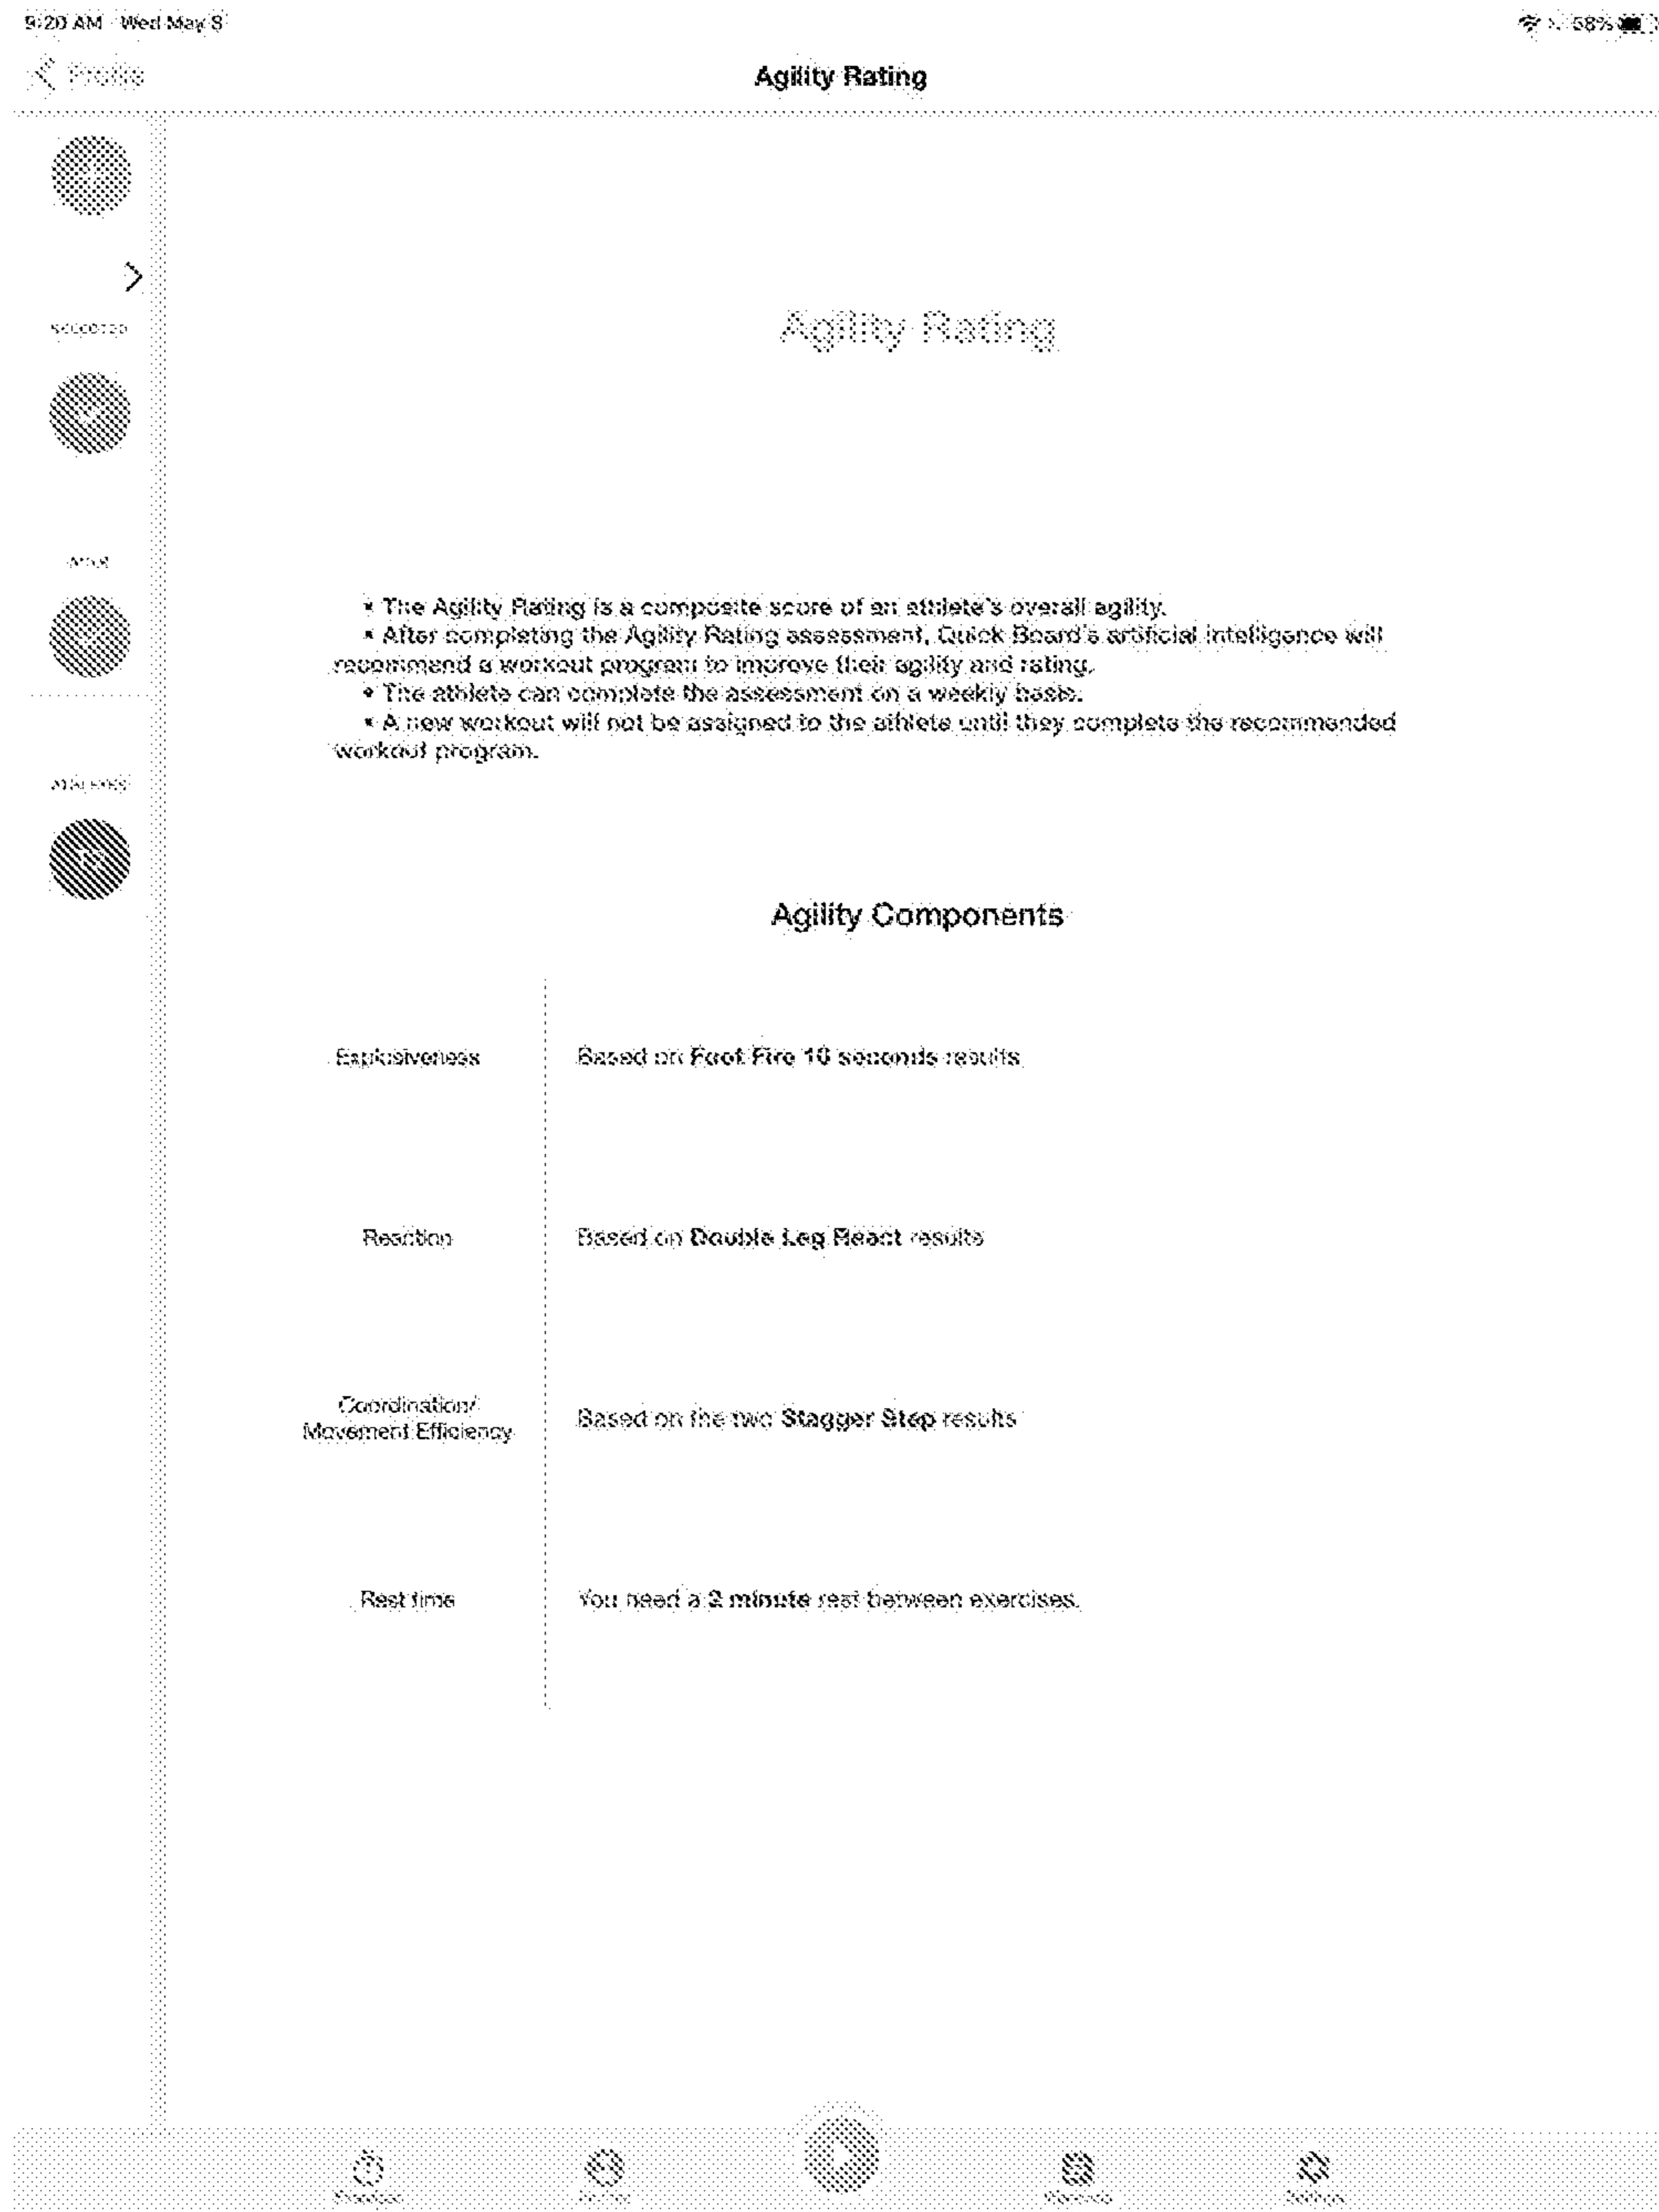 9:20 AM Wed May 8
58%
Profile
Agility Rating
SELECTED
Agility Rating
• The Agility Rating is a composite score of an athlete's overall agility.
• After completing the Agility Rating assessment, Quick Board's artificial intelligence will
recommend a workout program to improve their agility and rating.
• The athlete can complete the assessment on a weekly basis.
• A new workout will not be assigned to the athlete until they complete the recommended
workout program.
Agility Components
Explosiveness
Based on Foot Fire 10 seconds results
Reaction
Based on Double Leg React results
Coordination/
Movement Efficiency
Based on the two Stagger Step results
Rest time
You need a 2 minute rest between exercises.
Settings